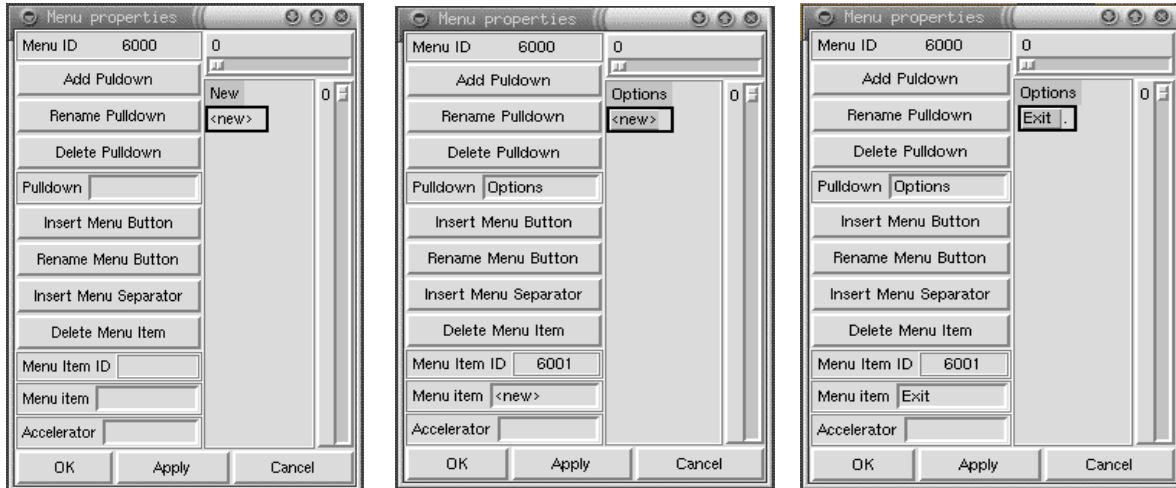 Menu properties
Menu ID 6000 0
Add Puldown
New 0
Rename Pulldown <new>
Delete Pulldown
Pulldown
Insert Menu Button
Rename Menu Button
Insert Menu Separator
Delete Menu Item
Menu Item ID
Menu item
Accelerator
OK Apply Cancel
Menu properties
Menu ID 6000 0
Add Puldown
Options 0
Rename Pulldown <new>
Delete Pulldown
Pulldown Options
Insert Menu Button
Rename Menu Button
Insert Menu Separator
Delete Menu Item
Menu Item ID 6001
Menu item <new>
Accelerator
OK Apply Cancel
Menu properties
Menu ID 6000 0
Add Puldown
Options 0
Rename Pulldown Exit .
Delete Pulldown
Pulldown Options
Insert Menu Button
Rename Menu Button
Insert Menu Separator
Delete Menu Item
Menu Item ID 6001
Menu item Exit
Accelerator
OK Apply Cancel